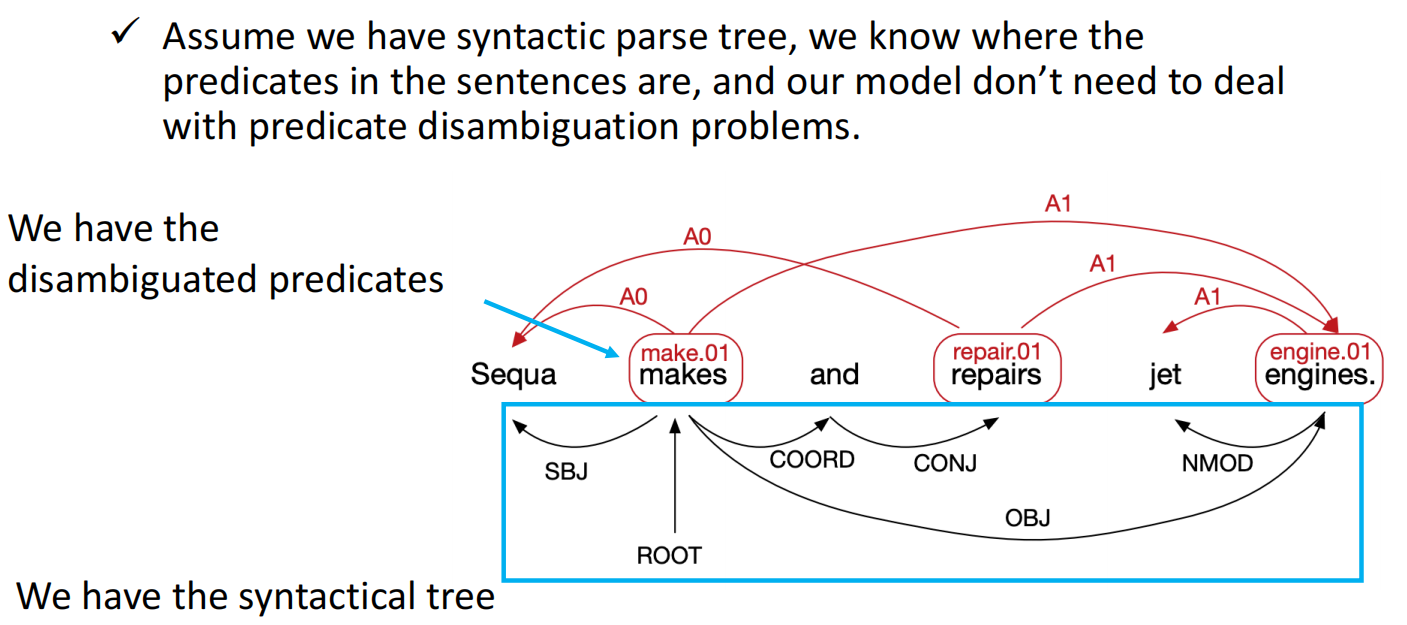 ✓ Assume we have syntactic parse tree, we know where the
predicates in the sentences are, and our model don’t need to deal
with predicate disambiguation problems.
We have the
disambiguated predicates
A1
A0
A1
A0
A1
make.01
repair.01
engine.01
Sequa makes and repairs jet engines.
SBJ
COORD
CONJ
NMOD
OBJ
ROOT
We have the syntactical tree